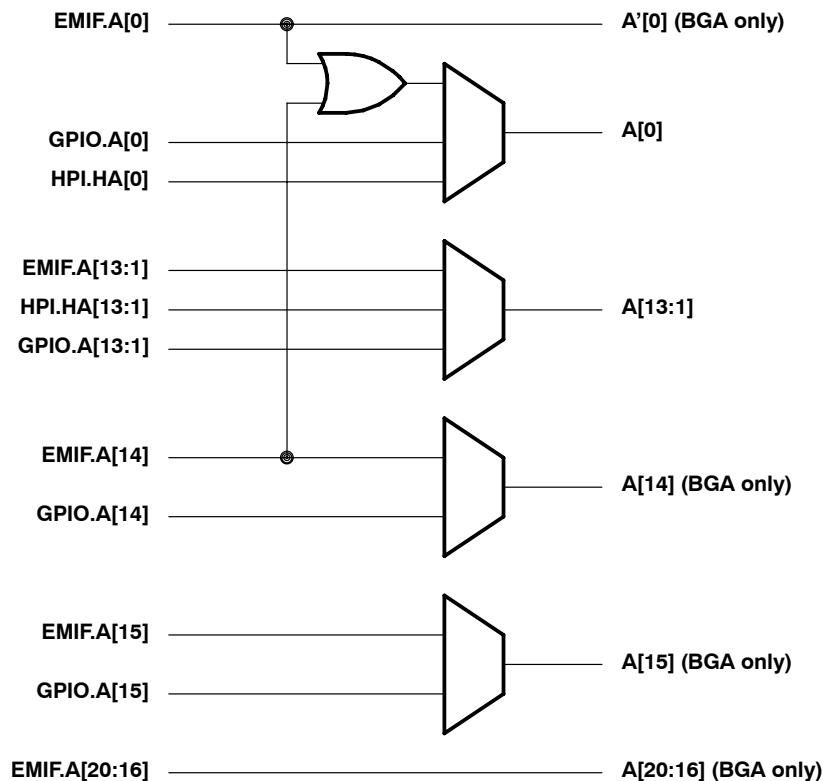 EMIF.A[0]
A'[0] (BGA only)
GPIO.A[0]
A[0]
HPI.HA[0]
EMIF.A[13:1]
HPI.HA[13:1]
A[13:1]
GPIO.A[13:1]
EMIF.A[14]
A[14] (BGA only)
GPIO.A[14]
EMIF.A[15]
A[15] (BGA only)
GPIO.A[15]
EMIF.A[20:16]
A[20:16] (BGA only)